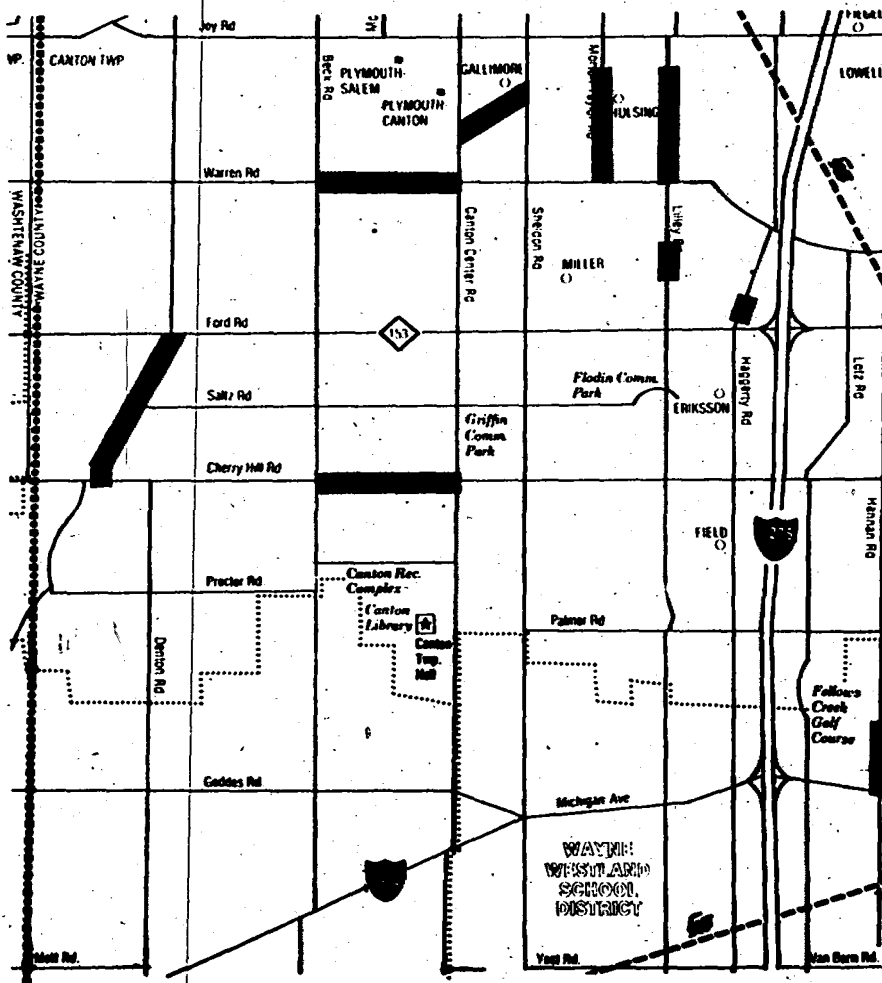 Joy Rd
CANTON TWP
Beck Rd
PLYMOUTH-
SALEM
PLYMOUTH
CANTON
GALLIMORE
HULSING
LOWELL
Warren Rd
WASHTENAW COUNTY
WAYNE COUNTY
Canton Center Rd
Sheldon Rd
Lilley Rd
MILLER
Ford Rd
153
Haggerty Rd
Lotz Rd
Saltz Rd
Flodin Comm.
Park
ERIKSSON
Griffin
Comm.
Park
Cherry Hill Rd
Hannan Rd
FIELD
275
Canton Rec.
Complex
Proctor Rd
Canton
Library
Canton
Twp.
Hall
Palmer Rd
Denton Rd
Fellows
Creek
Golf
Course
Geddes Rd
Michigan Ave
WAYNE
WESTLAND
SCHOOL
DISTRICT
Mott Rd.
Yost Rd.
Van Born Rd.